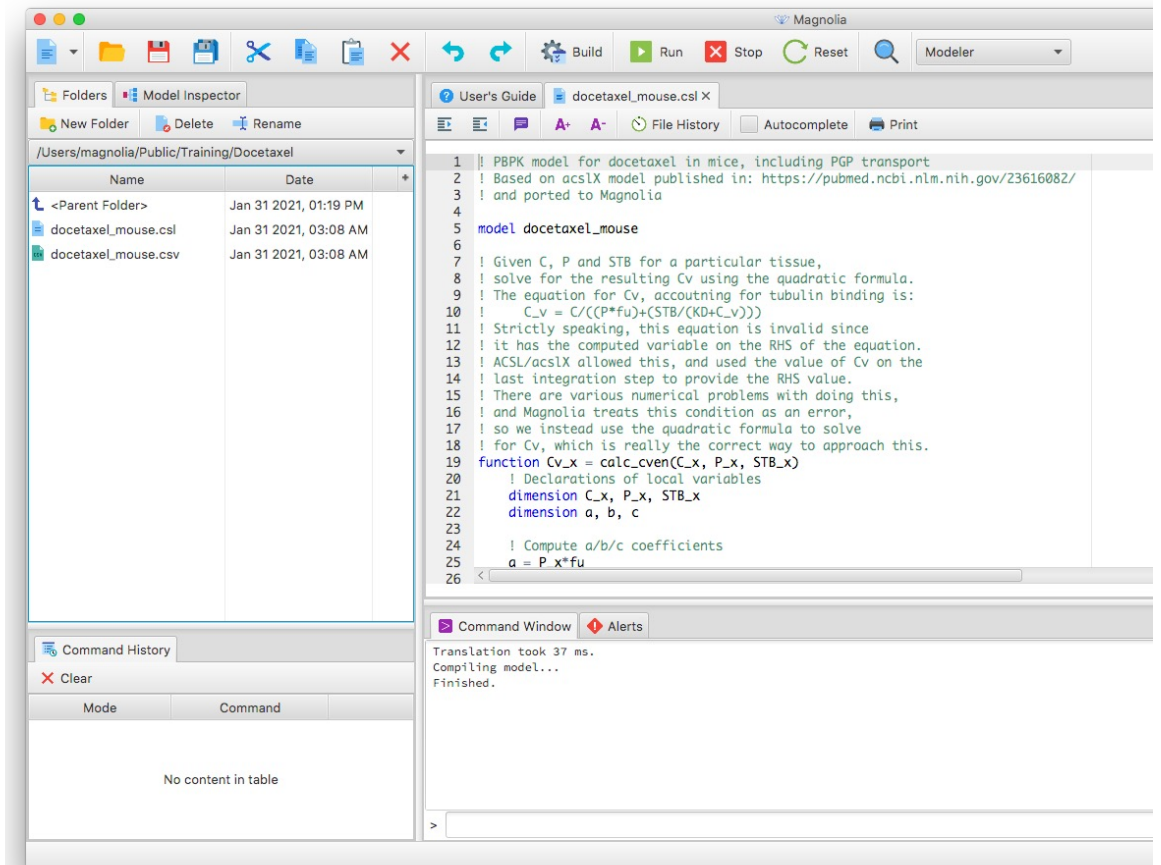 Magnolia
Build
Run
Stop
Reset
Modeler
Folders
Model Inspector
New Folder
Delete
Rename
/Users/magnolia/Public/Training/Docetaxel
Name Date +
<Parent Folder> Jan 31 2021, 01:19 PM
docetaxel_mouse.csl Jan 31 2021, 03:08 AM
docetaxel_mouse.csv Jan 31 2021, 03:08 AM
Command History
Clear
Mode Command
No content in table
User's Guide
docetaxel_mouse.csl ×
A+ A-
File History
Autocomplete
Print
1 ! PBPK model for docetaxel in mice, including PGP transport
2 ! Based on acslX model published in: https://pubmed.ncbi.nlm.nih.gov/23616082/
3 ! and ported to Magnolia
4
5 model docetaxel_mouse
6
7 ! Given C, P and STB for a particular tissue,
8 ! solve for the resulting Cv using the quadratic formula.
9 ! The equation for Cv, accoutning for tubulin binding is:
10 ! C_v = C/((P*fu)+(STB/(KD+C_v)))
11 ! Strictly speaking, this equation is invalid since
12 ! it has the computed variable on the RHS of the equation.
13 ! ACSL/acslX allowed this, and used the value of Cv on the
14 ! last integration step to provide the RHS value.
15 ! There are various numerical problems with doing this,
16 ! and Magnolia treats this condition as an error,
17 ! so we instead use the quadratic formula to solve
18 ! for Cv, which is really the correct way to approach this.
19 function Cv_x = calc_cven(C_x, P_x, STB_x)
20 ! Declarations of local variables
21 dimension C_x, P_x, STB_x
22 dimension a, b, c
23
24 ! Compute a/b/c coefficients
25 a = P_x*fu
26
Command Window
Alerts
Translation took 37 ms.
Compiling model...
Finished.
>